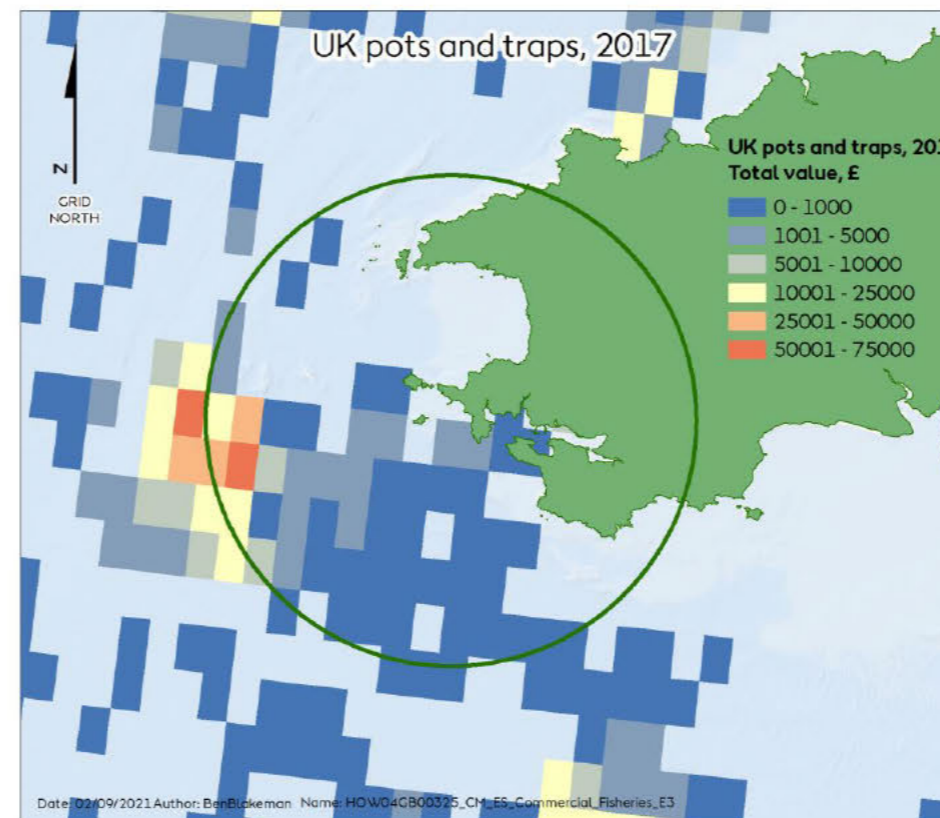 UK pots and traps, 2017
N
GRID
NORTH
UK pots and traps, 201
Total value, £
0 - 1000
1001 - 5000
5001 - 10000
10001 - 25000
25001 - 50000
50001 - 75000
Date: 02/09/2021 Author: BenBlakeman Name: HOW04GB00325_CM_ES_Commercial_Fisheries_E3